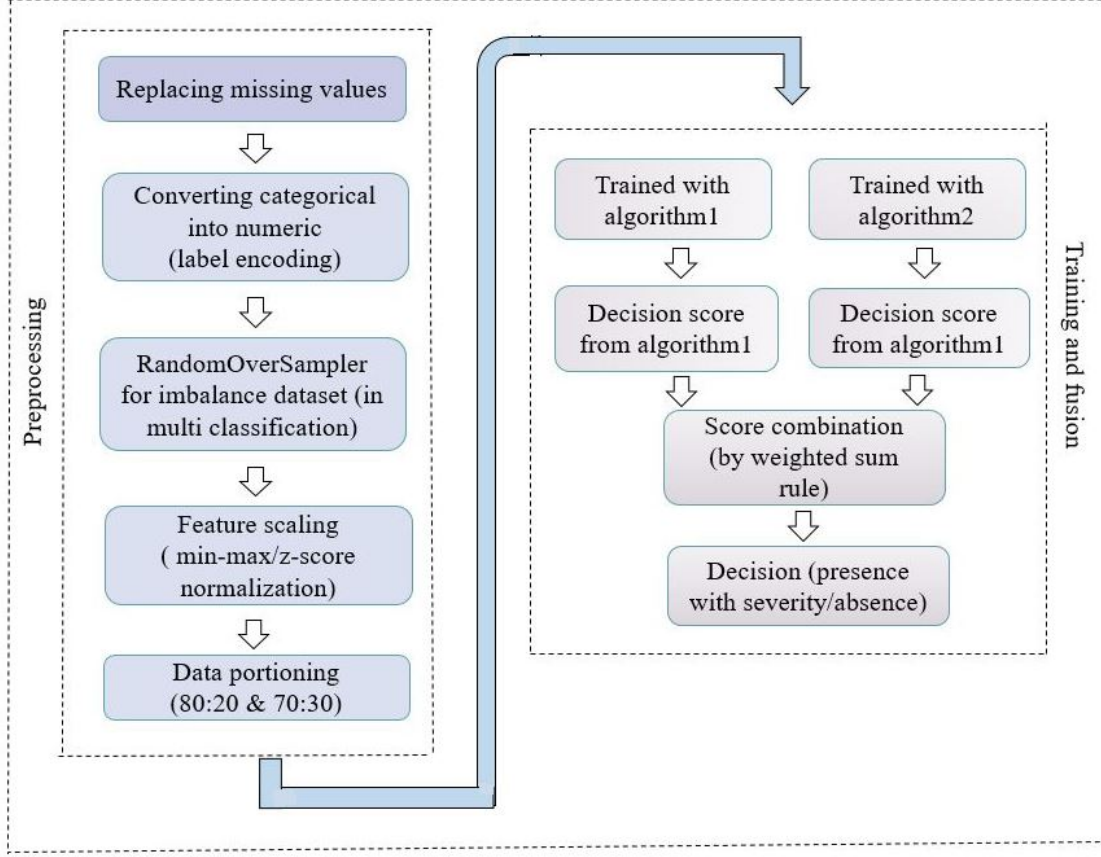 Preprocessing
Replacing missing values
Converting categorical
into numeric
(label encoding)
RandomOverSampler
for imbalance dataset (in
multi classification)
Feature scaling
( min-max/z-score
normalization)
Data portioning
(80:20 & 70:30)
Trained with
algorithm1
Trained with
algorithm2
Decision score
from algorithm1
Decision score
from algorithm1
Score combination
(by weighted sum
rule)
Decision (presence
with severity/absence)
Training and fusion